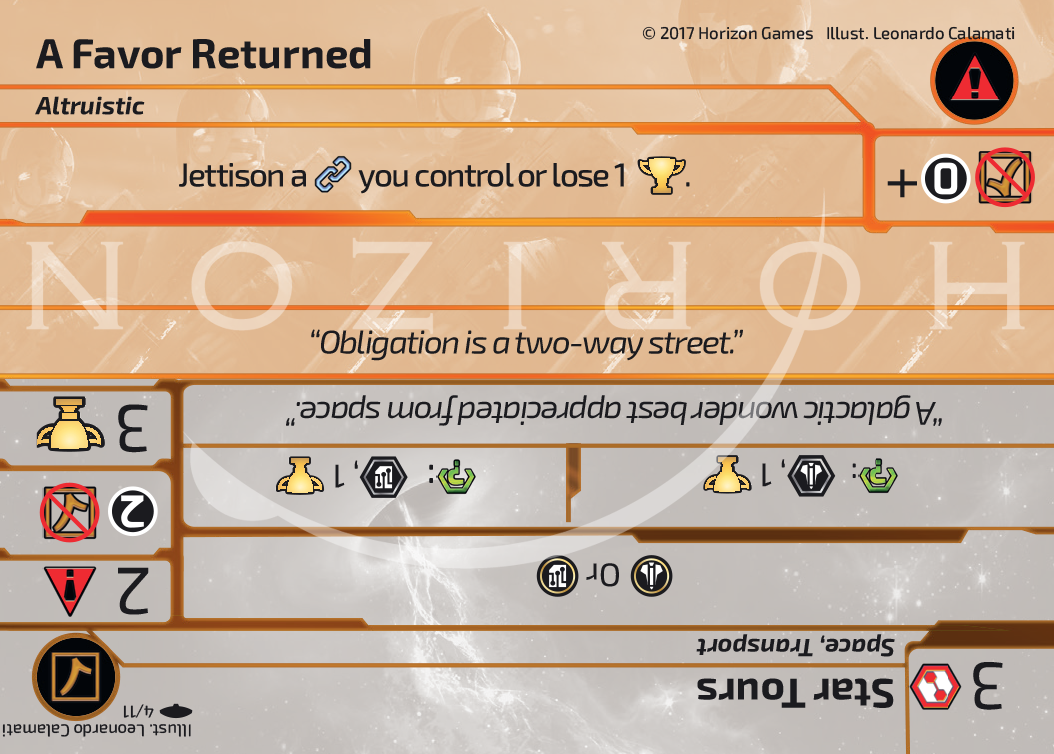 A Favor Returned
© 2017 Horizon Games Illust. Leonardo Calamati
Altruistic
Jettison a you control or lose 1 .
+ 0
HORIZON
“Obligation is a two-way street.”
3
Star Tours
Illust. Leonardo Calamati
4/11
Space, Transport
2
Or
2
: , 1
: , 1
3
“A galactic wonder best appreciated from space.”